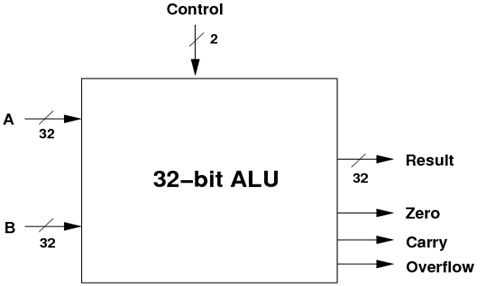 Control
2
A
32
32-bit ALU
Result
32
B
32
Zero
Carry
Overflow